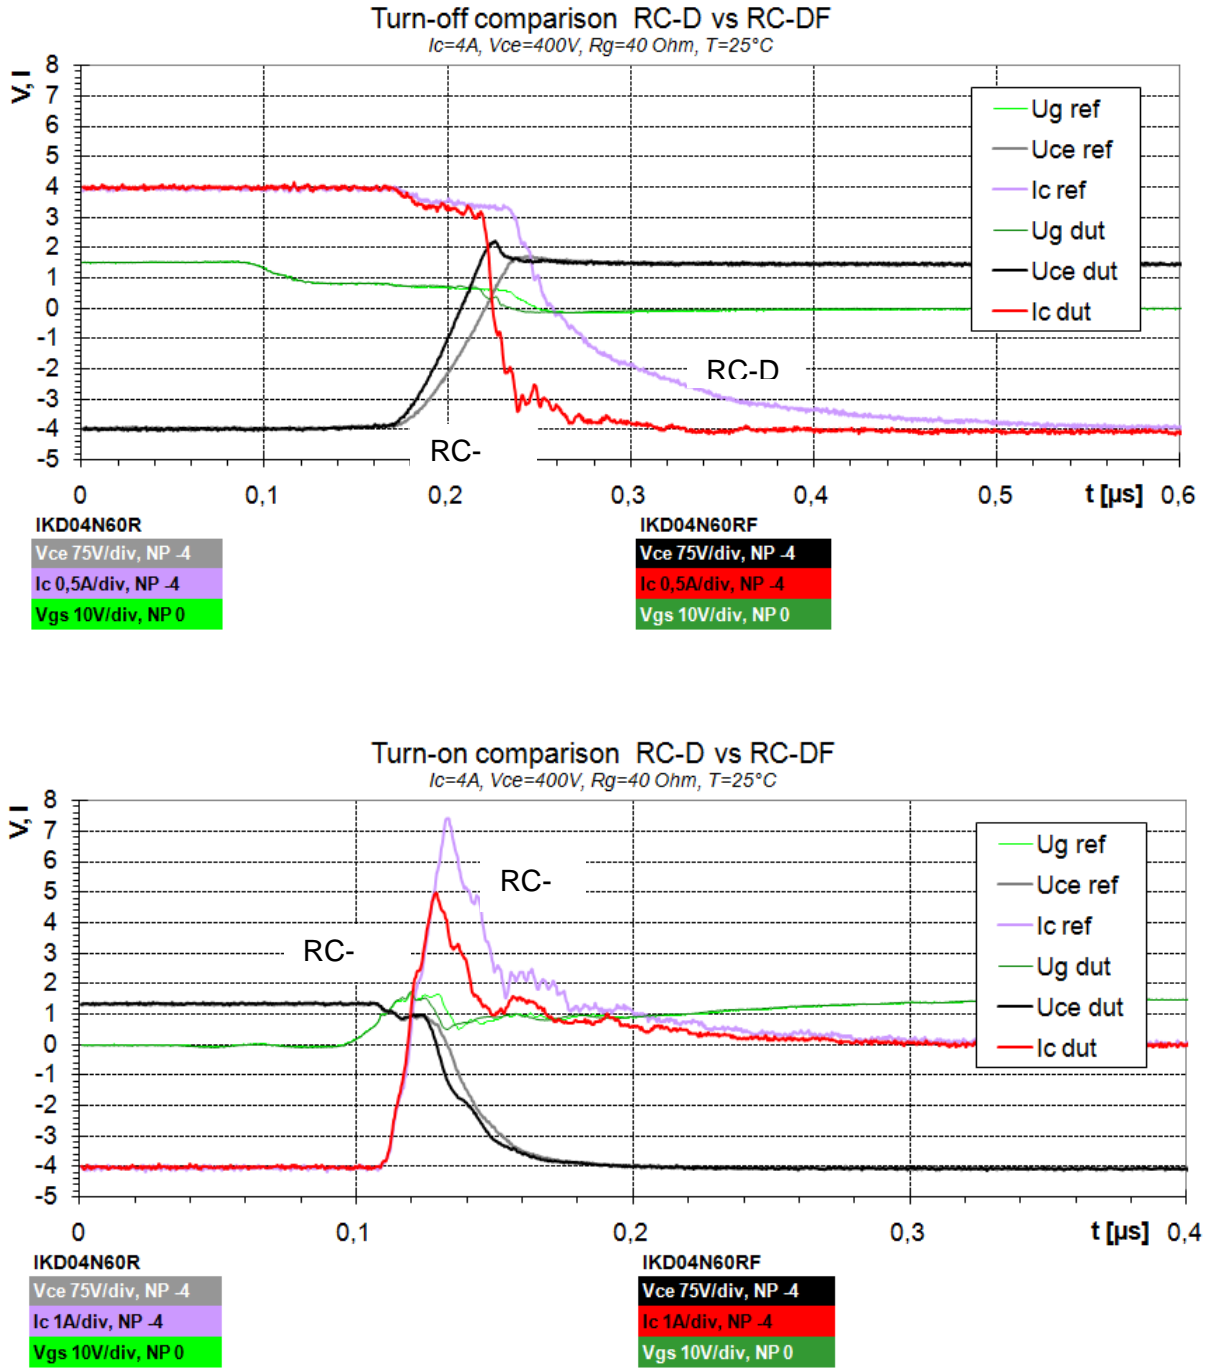 Turn-off comparison RC-D vs RC-DF
Ic=4A, Vce=400V, Rg=40 Ohm, T=25°C
V, I
8
7
6
5
4
3
2
1
0
-1
-2
-3
-4
-5
Ug ref
Uce ref
Ic ref
Ug dut
Uce dut
Ic dut
RC-D
RC-
0 0,1 0,2 0,3 0,4 0,5 t [µs] 0,6
IKD04N60R
Vce 75V/div, NP -4
Ic 0,5A/div, NP -4
Vgs 10V/div, NP 0
IKD04N60RF
Vce 75V/div, NP -4
Ic 0,5A/div, NP -4
Vgs 10V/div, NP 0
Turn-on comparison RC-D vs RC-DF
Ic=4A, Vce=400V, Rg=40 Ohm, T=25°C
V, I
8
7
6
5
4
3
2
1
0
-1
-2
-3
-4
-5
RC-
RC-
Ug ref
Uce ref
Ic ref
Ug dut
Uce dut
Ic dut
0 0,1 0,2 0,3 t [µs] 0,4
IKD04N60R
Vce 75V/div, NP -4
Ic 1A/div, NP -4
Vgs 10V/div, NP 0
IKD04N60RF
Vce 75V/div, NP -4
Ic 1A/div, NP -4
Vgs 10V/div, NP 0